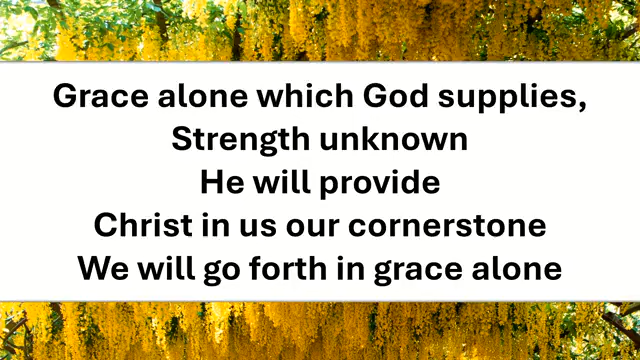 Grace alone which God supplies,
Strength unknown
He will provide
Christ in us our cornerstone
We will go forth in grace alone